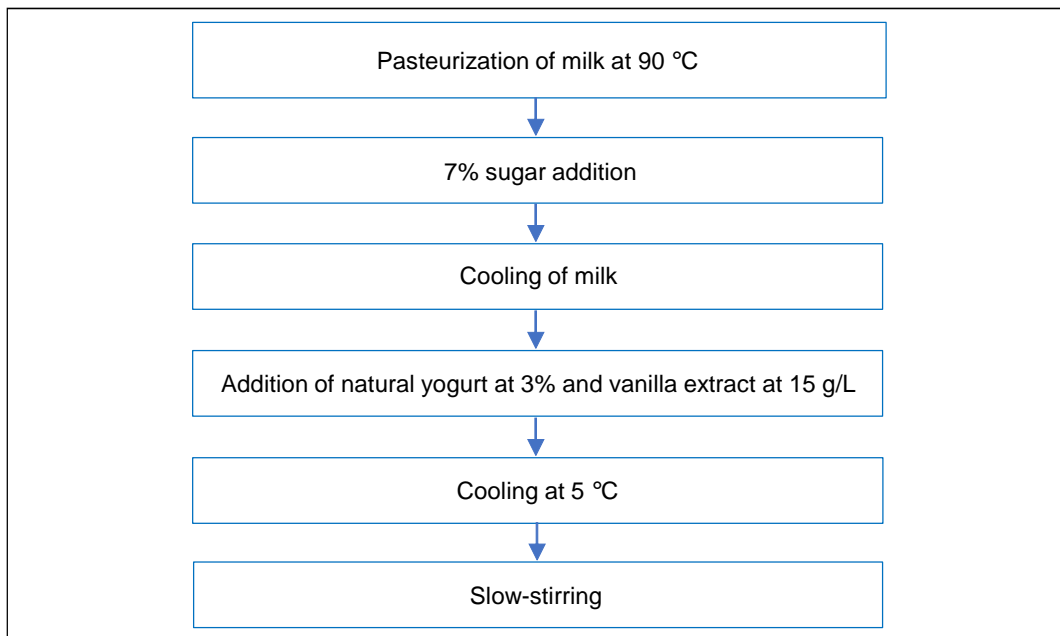 Pasteurization of milk at 90 ℃
7% sugar addition
Cooling of milk
Addition of natural yogurt at 3% and vanilla extract at 15 g/L
Cooling at 5 ℃
Slow-stirring